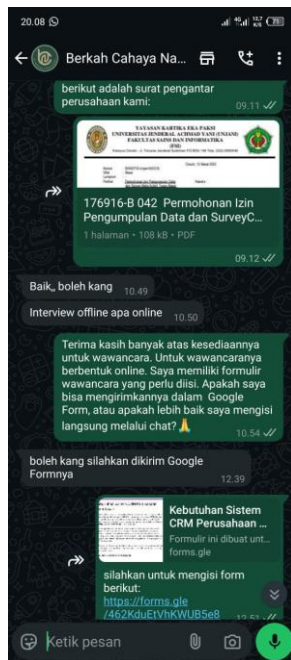 20.08
71
Berkah Cahaya Na...
berikut adalah surat pengantar
perusahaan kami:
09.11
YAYASAN KARTIKA EKA PAKSI
UNIVERSITAS JENDERAL ACHMAD YANI (UNJANI)
FAKULTAS SAINS DAN INFORMATIKA
(FSI)
176916-B 042 Permohonan Izin
Pengumpulan Data dan SurveyC...
1 halaman • 108 kB • PDF
09.12
Baik,, boleh kang 10.49
Interview offline apa online 10.50
Terima kasih banyak atas kesediaannya
untuk wawancara. Untuk wawancaranya
berbentuk online. Saya memiliki formulir
wawancara yang perlu diisi. Apakah saya
bisa mengirimkannya dalam Google
Form, atau apakah lebih baik saya mengisi
langsung melalui chat?🙏
10.54
boleh kang silahkan dikirim Google
Formnya 12.39
Kebutuhan Sistem
CRM Perusahaan ...
Formulir ini dibuat unt...
forms.gle
silahkan untuk mengisi form
berikut:
https://forms.gle
/462KduEtVhKWUB5e8 12.51
Ketik pesan